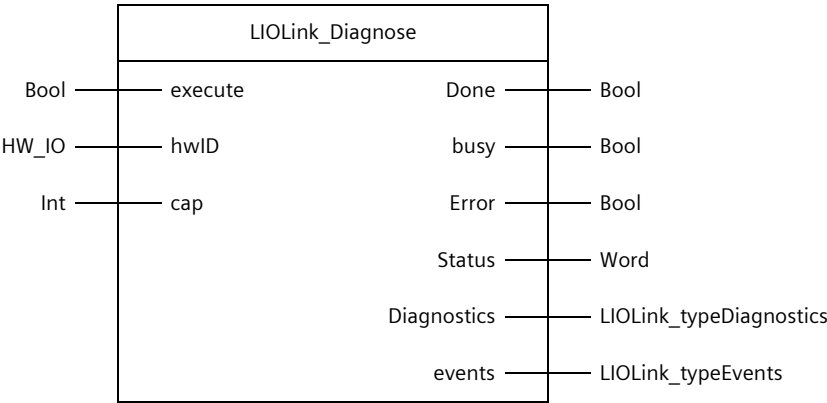 LIOLink_Diagnose
Bool execute Done Bool
HW_IO hwID busy Bool
Int cap Error Bool
Status Word
Diagnostics LIOLink_typeDiagnostics
events LIOLink_typeEvents